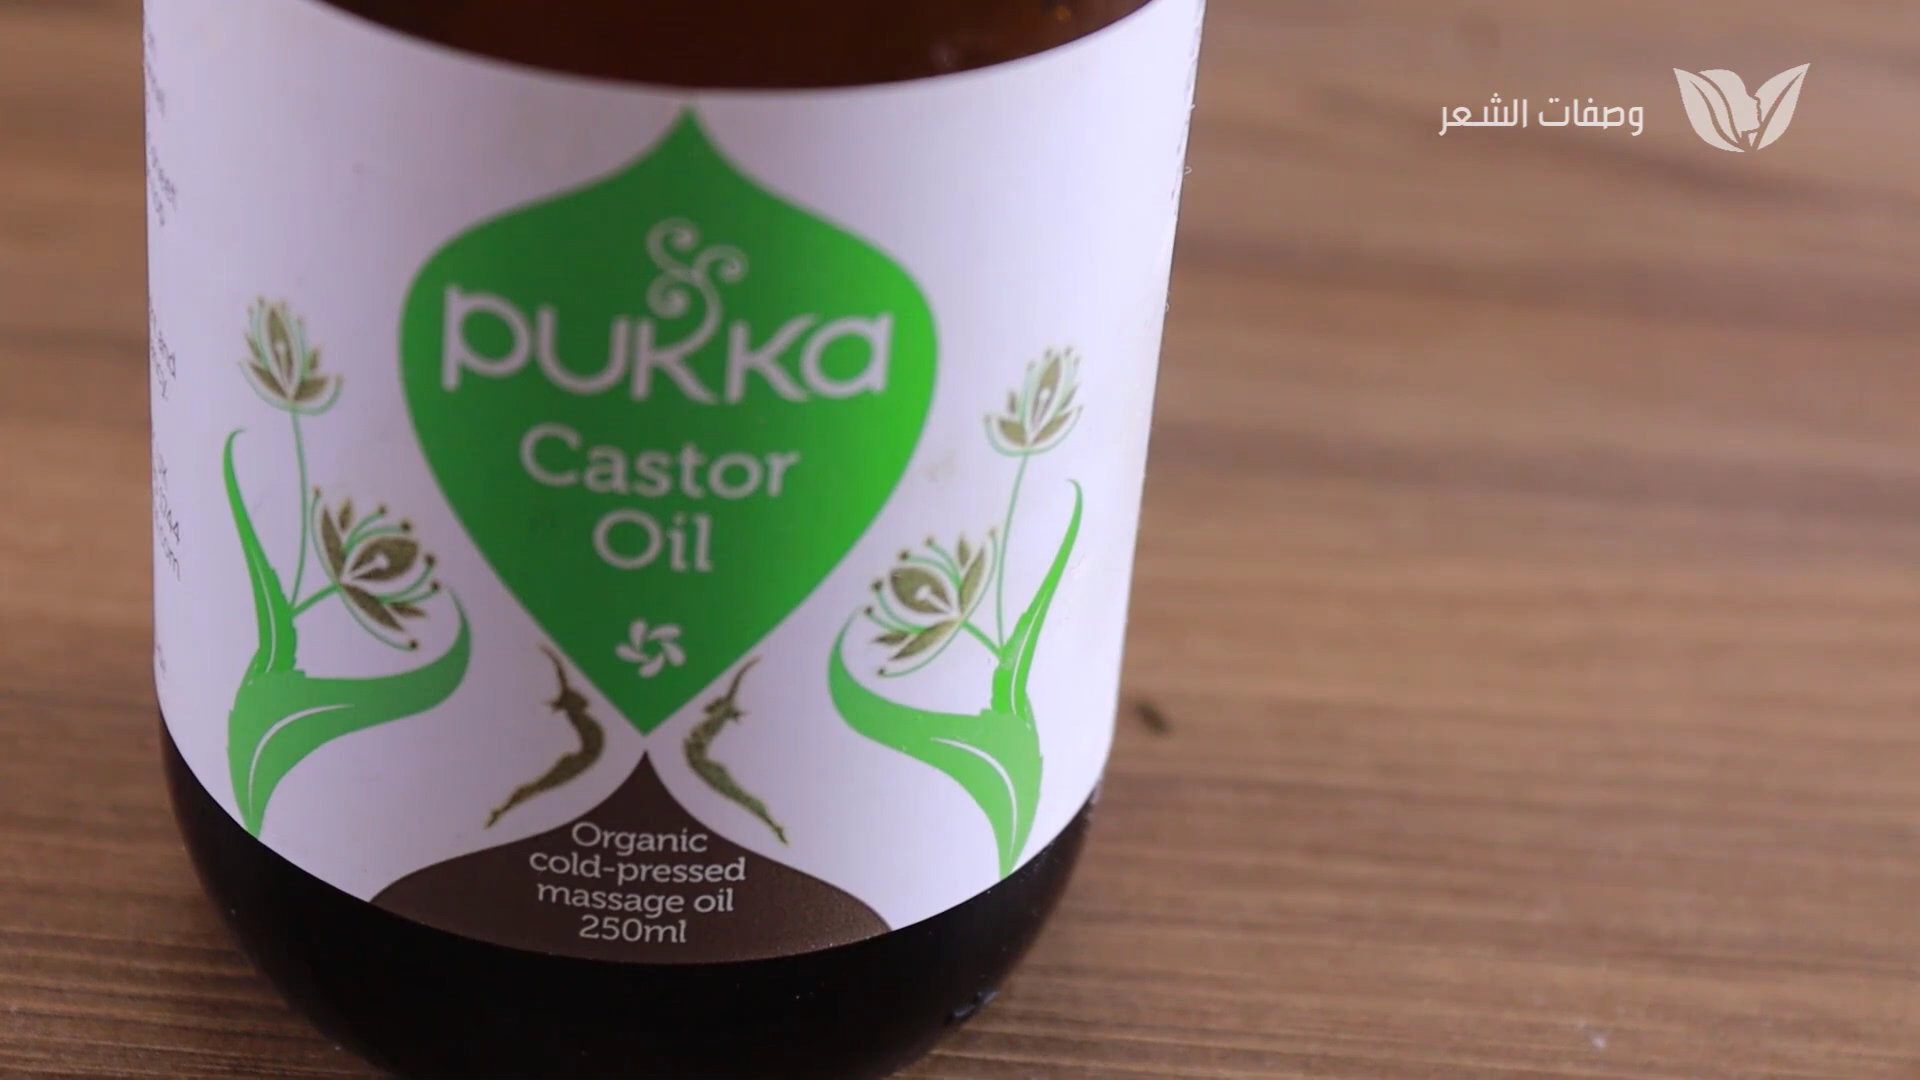 وصفات الشعر
pukka
Castor
Oil
Organic
cold-pressed
massage oil
250ml